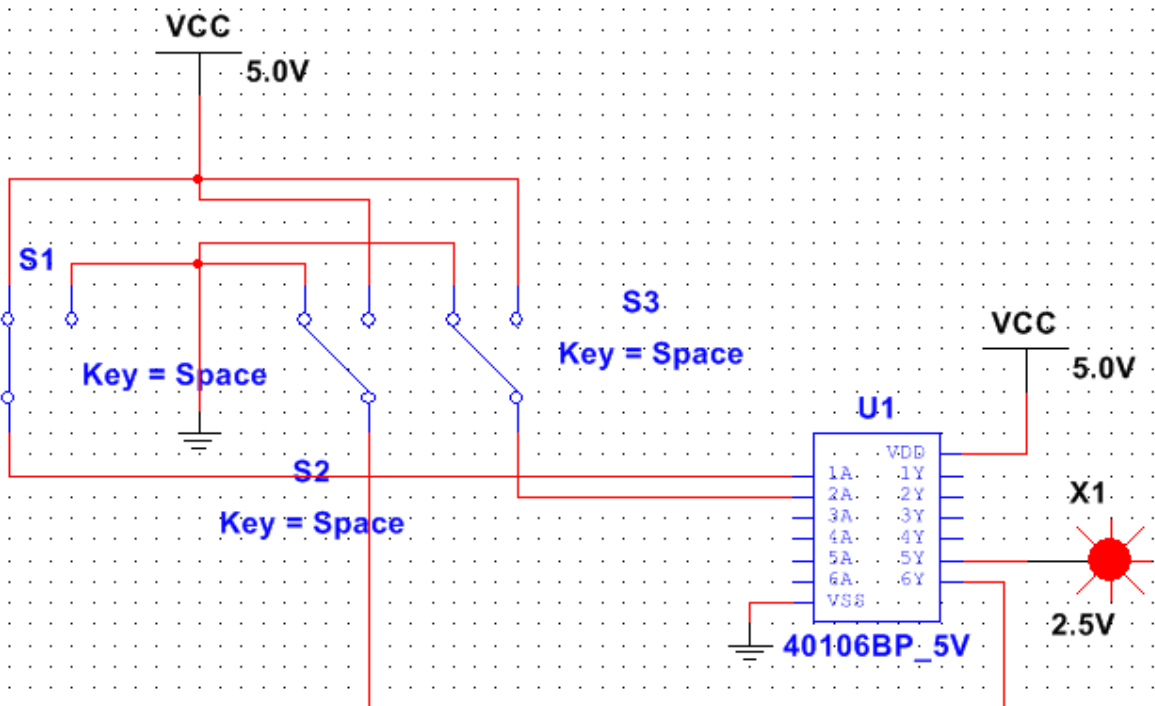 VCC
5.0V
S1
Key = Space
S2
Key = Space
S3
Key = Space
VCC
5.0V
U1
VDD
1A 1Y
2A 2Y
3A 3Y
4A 4Y
5A 5Y
6A 6Y
VSS
40106BP_5V
X1
2.5V